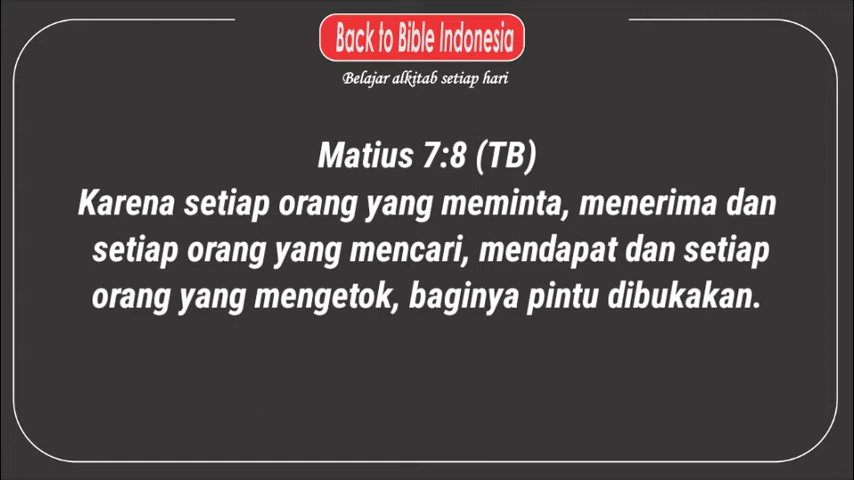 Back to Bible Indonesia
Belajar alkitab setiap hari
Matius 7:8 (TB)
Karena setiap orang yang meminta, menerima dan
setiap orang yang mencari, mendapat dan setiap
orang yang mengetok, baginya pintu dibukakan.